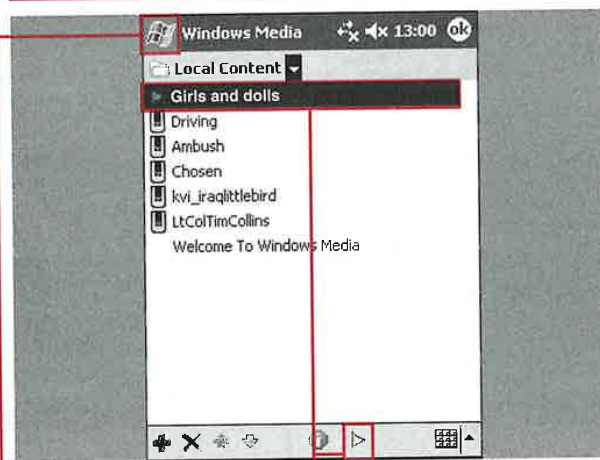 Windows Media 13:00 ok
Local Content
Girls and dolls
Driving
Ambush
Chosen
kvi_iraqlittlebird
LtColTimCollins
Welcome To Windows Media